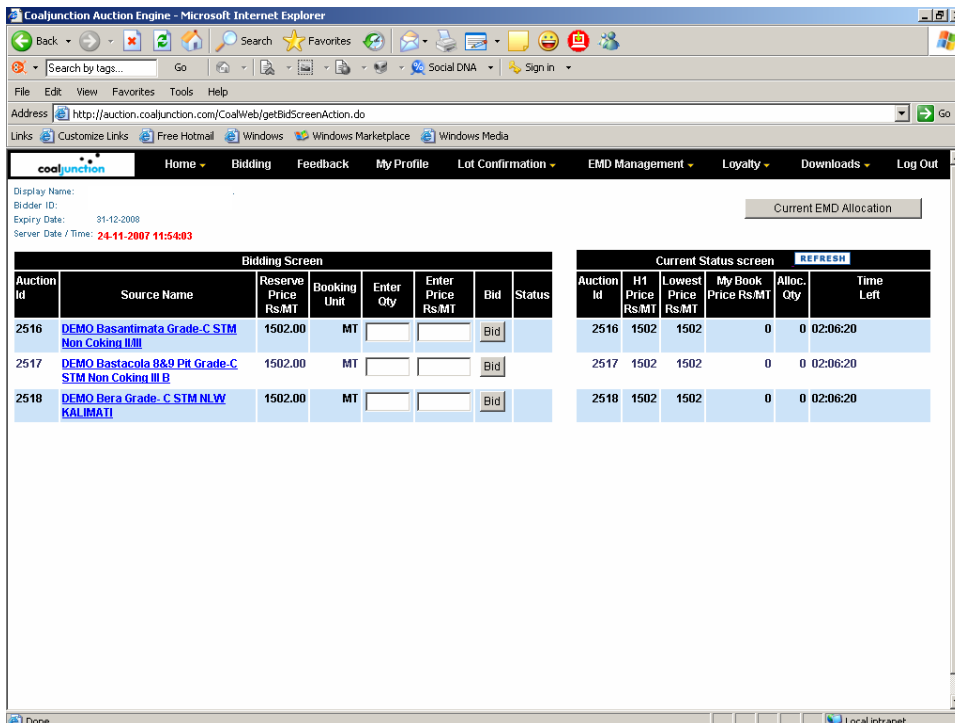 Coaljunction Auction Engine - Microsoft Internet Explorer
Back Search Favorites
Search by tags... Go Social DNA Sign in
File Edit View Favorites Tools Help
Address http://auction.coaljunction.com/CoalWeb/getBidScreenAction.do Go
Links Customize Links Free Hotmail Windows Windows Marketplace Windows Media
coaljunction Home Bidding Feedback My Profile Lot Confirmation EMD Management Loyalty Downloads Log Out
Display Name:
Bidder ID:
Expiry Date: 31-12-2008
Server Date / Time: 24-11-2007 11:54:03
Current EMD Allocation
Bidding Screen
Auction Id Source Name Reserve Price Rs/MT Booking Unit Enter Qty Enter Price Rs/MT Bid Status
2516 DEMO Basantimata Grade-C STM 1502.00 MT Bid
Non Coking II/III
2517 DEMO Bastacola 8&9 Pit Grade-C 1502.00 MT Bid
STM Non Coking III B
2518 DEMO Bera Grade- C STM NLW 1502.00 MT Bid
KALIMATI
Current Status screen REFRESH
Auction Id H1 Price Rs/MT Lowest Price Rs/MT My Book Price Rs/MT Alloc. Qty Time Left
2516 1502 1502 0 0 02:06:20
2517 1502 1502 0 0 02:06:20
2518 1502 1502 0 0 02:06:20
Done Local intranet